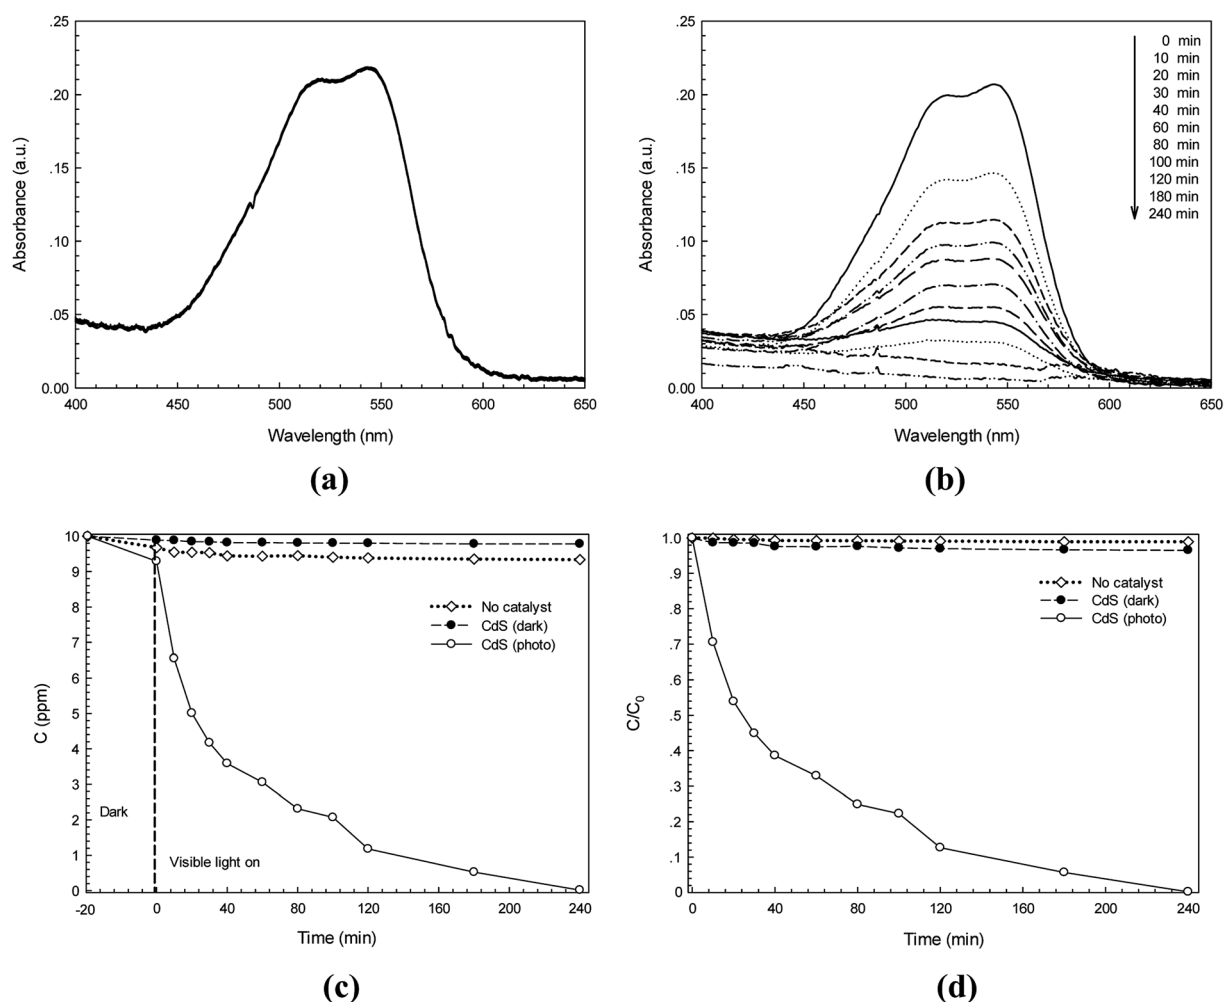 .25
.20
.15
.10
.05
0.00
Absorbance (a.u.)
400 450 500 550 600 650
Wavelength (nm)
(a)
.25
.20
.15
.10
.05
0.00
Absorbance (a.u.)
0 min
10 min
20 min
30 min
40 min
60 min
80 min
100 min
120 min
180 min
240 min
400 450 500 550 600 650
Wavelength (nm)
(b)
10
9
8
7
6
5
4
3
2
1
0
C (ppm)
No catalyst
CdS (dark)
CdS (photo)
Dark
Visible light on
-20 0 40 80 120 160 200 240
Time (min)
(c)
1.0
.9
.8
.7
.6
.5
.4
.3
.2
.1
0
C/C0
No catalyst
CdS (dark)
CdS (photo)
0 40 80 120 160 200 240
Time (min)
(d)